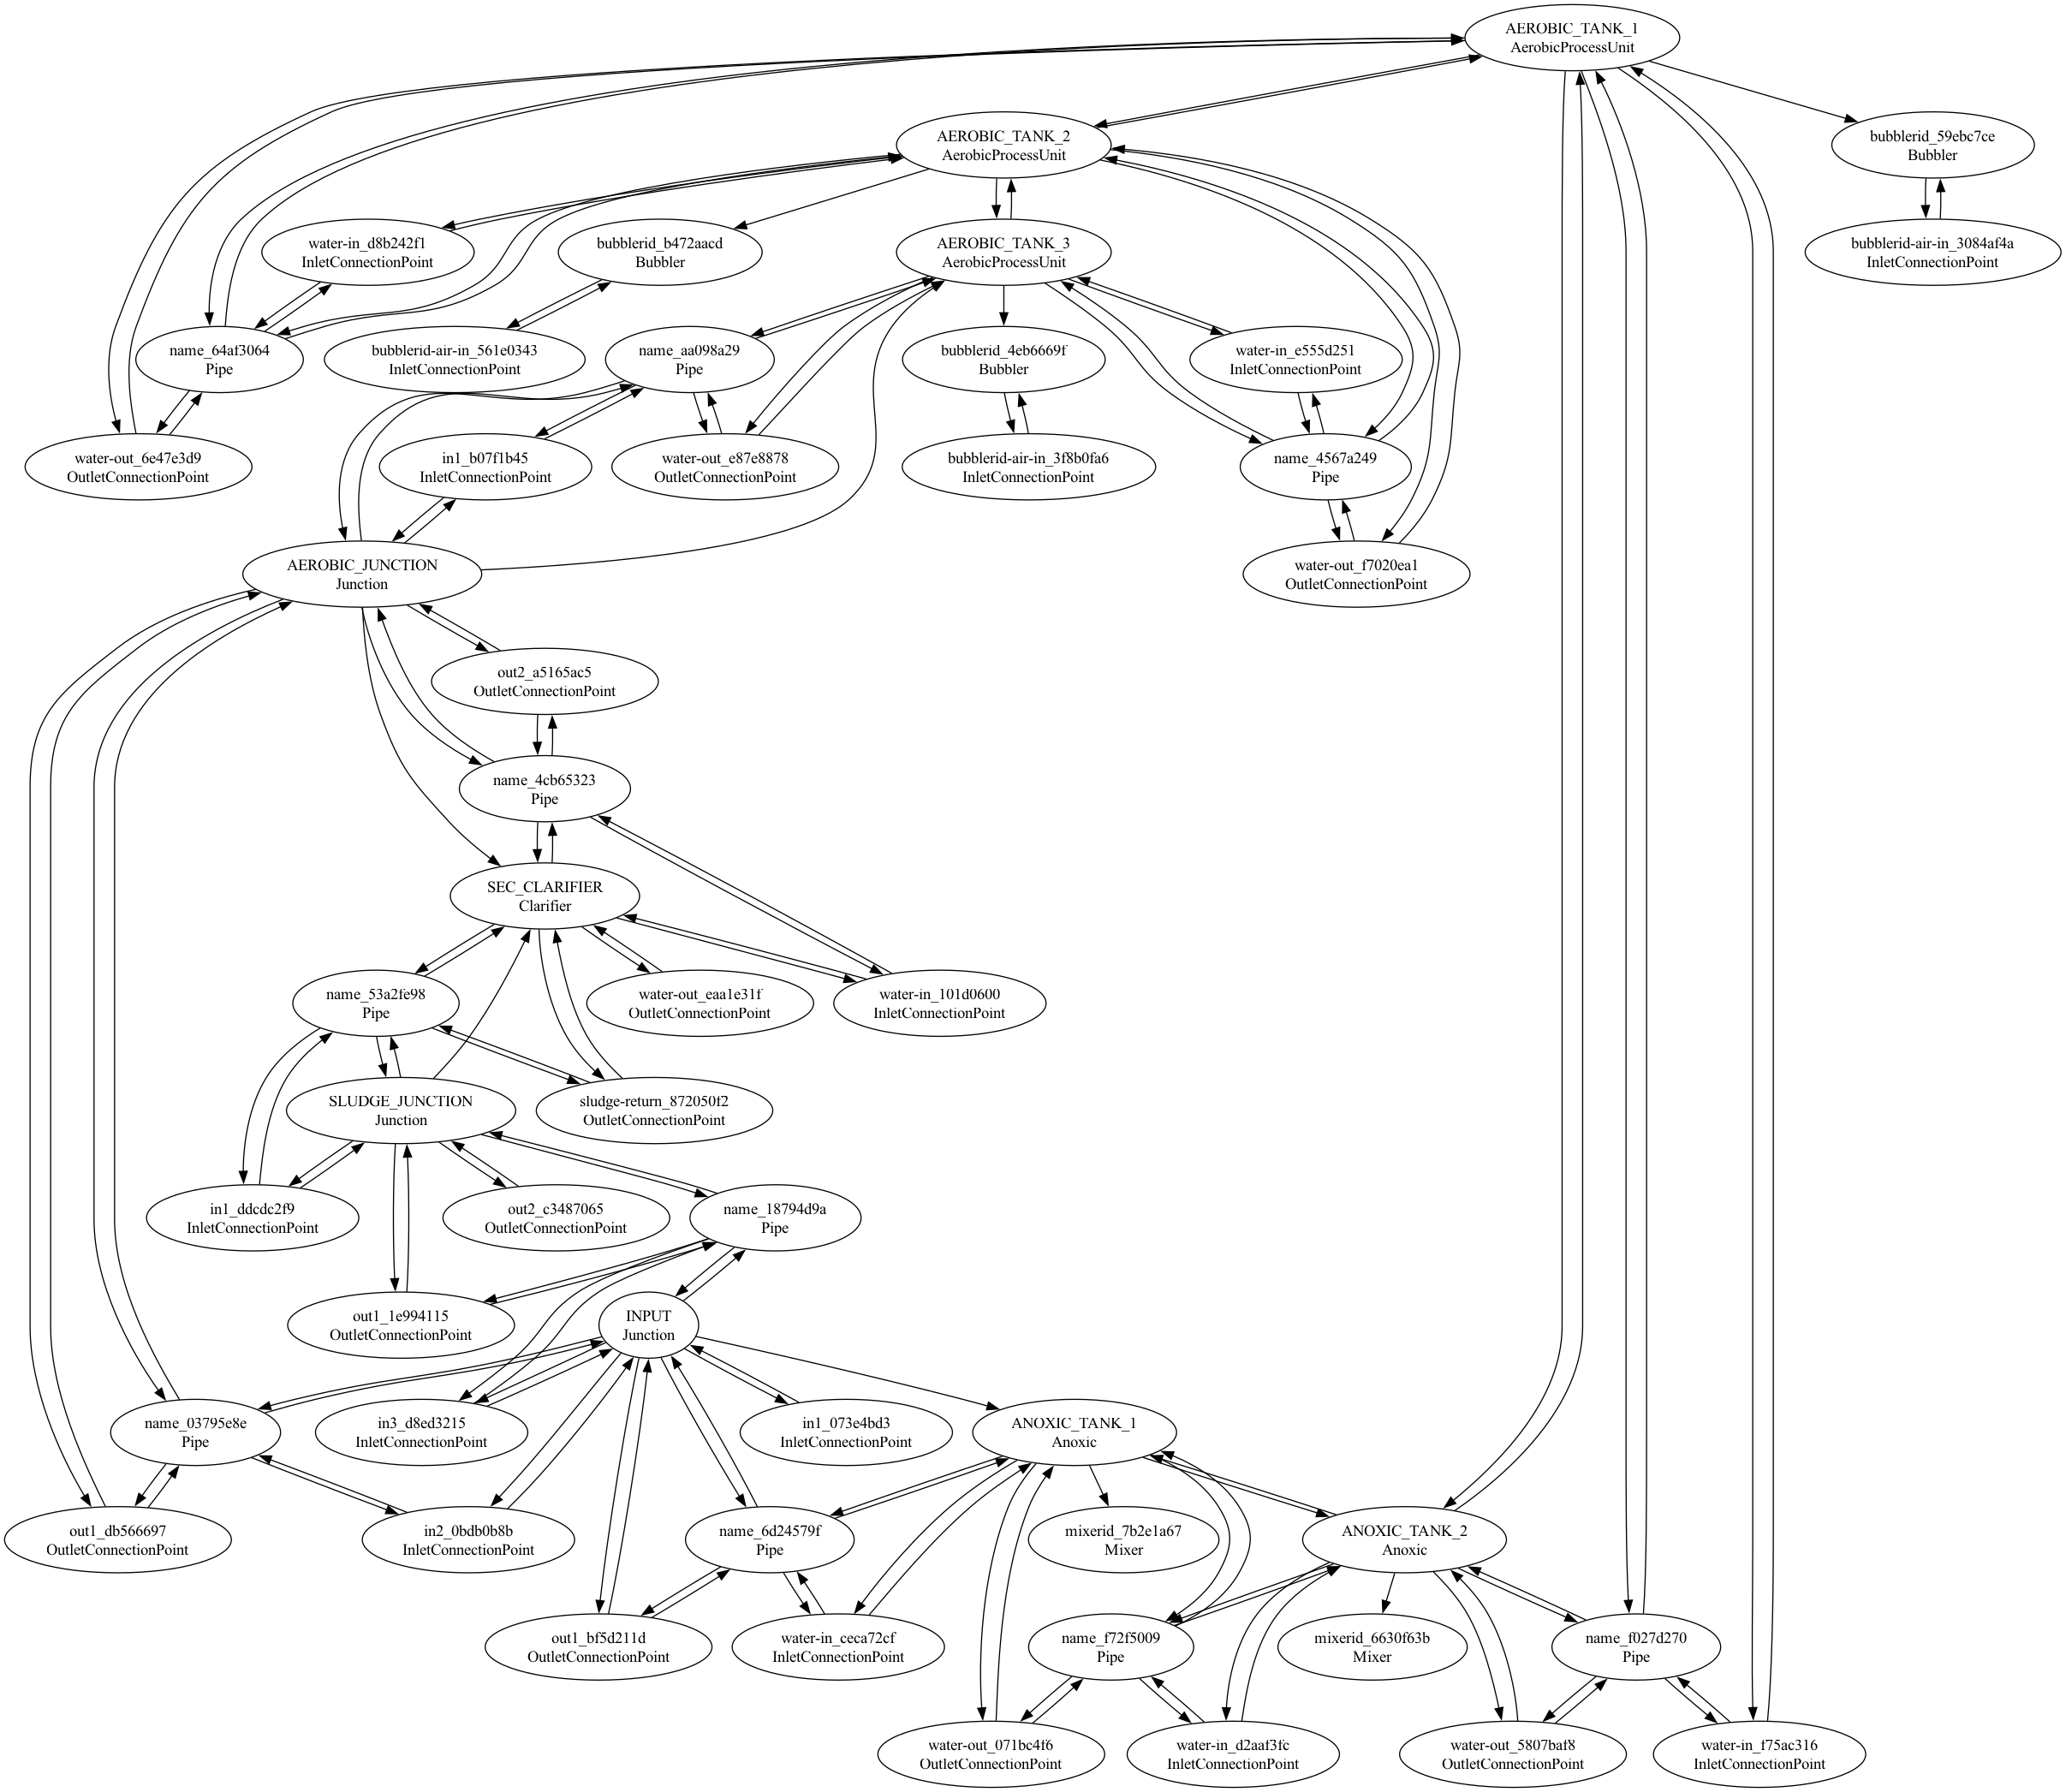 AEROBIC_TANK_1
AerobicProcessUnit
AEROBIC_TANK_2
AerobicProcessUnit
bubblerid_59ebc7ce
Bubbler
water-in_d8b242f1
InletConnectionPoint
bubblerid_b472aacd
Bubbler
AEROBIC_TANK_3
AerobicProcessUnit
bubblerid-air-in_3084af4a
InletConnectionPoint
name_64af3064
Pipe
bubblerid-air-in_561e0343
InletConnectionPoint
name_aa098a29
Pipe
bubblerid_4eb6669f
Bubbler
water-in_e555d251
InletConnectionPoint
water-out_6e47e3d9
OutletConnectionPoint
in1_b07f1b45
InletConnectionPoint
water-out_e87e8878
OutletConnectionPoint
bubblerid-air-in_3f8b0fa6
InletConnectionPoint
name_4567a249
Pipe
AEROBIC_JUNCTION
Junction
water-out_f7020ea1
OutletConnectionPoint
out2_a5165ac5
OutletConnectionPoint
name_4cb65323
Pipe
SEC_CLARIFIER
Clarifier
name_53a2fe98
Pipe
water-out_eaa1e31f
OutletConnectionPoint
water-in_101d0600
InletConnectionPoint
SLUDGE_JUNCTION
Junction
sludge-return_872050f2
OutletConnectionPoint
in1_ddcdc2f9
InletConnectionPoint
out2_c3487065
OutletConnectionPoint
name_18794d9a
Pipe
out1_1e994115
OutletConnectionPoint
INPUT
Junction
name_03795e8e
Pipe
in3_d8ed3215
InletConnectionPoint
in1_073e4bd3
InletConnectionPoint
ANOXIC_TANK_1
Anoxic
out1_db566697
OutletConnectionPoint
in2_0bdb0b8b
InletConnectionPoint
name_6d24579f
Pipe
mixerid_7b2e1a67
Mixer
ANOXIC_TANK_2
Anoxic
out1_bf5d211d
OutletConnectionPoint
water-in_ceca72cf
InletConnectionPoint
name_f72f5009
Pipe
mixerid_6630f63b
Mixer
name_f027d270
Pipe
water-out_071bc4f6
OutletConnectionPoint
water-in_d2aaf3fc
InletConnectionPoint
water-out_5807baf8
OutletConnectionPoint
water-in_f75ac316
InletConnectionPoint